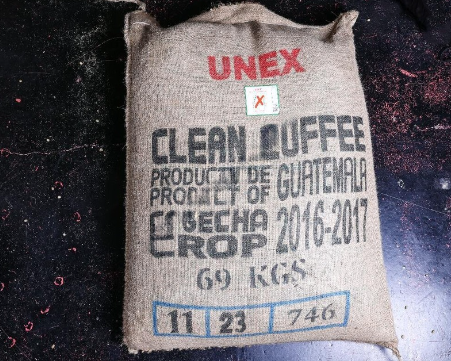 UNEX
X
CLEAN COFFEE
PRODUCTO DE
PRODUCT OF
GUATEMALA
COSECHA
CROP
2016-2017
69 KGS
11 23 746